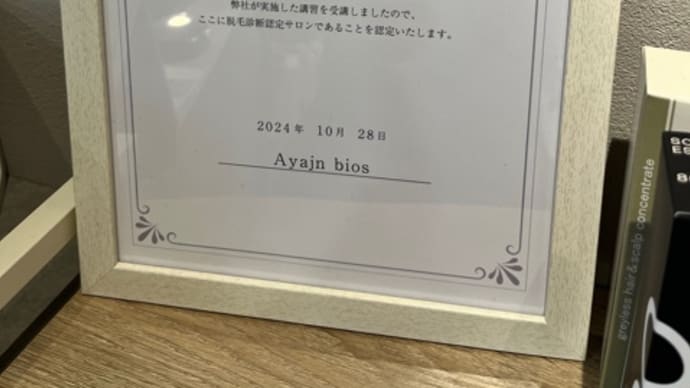 弊社が実施した講習を受講しましたので、
ここに脱毛診断認定サロンであることを認定いたします。
2024年 10月 28日
Ayajn bios
greyless hair & scalp concentrate